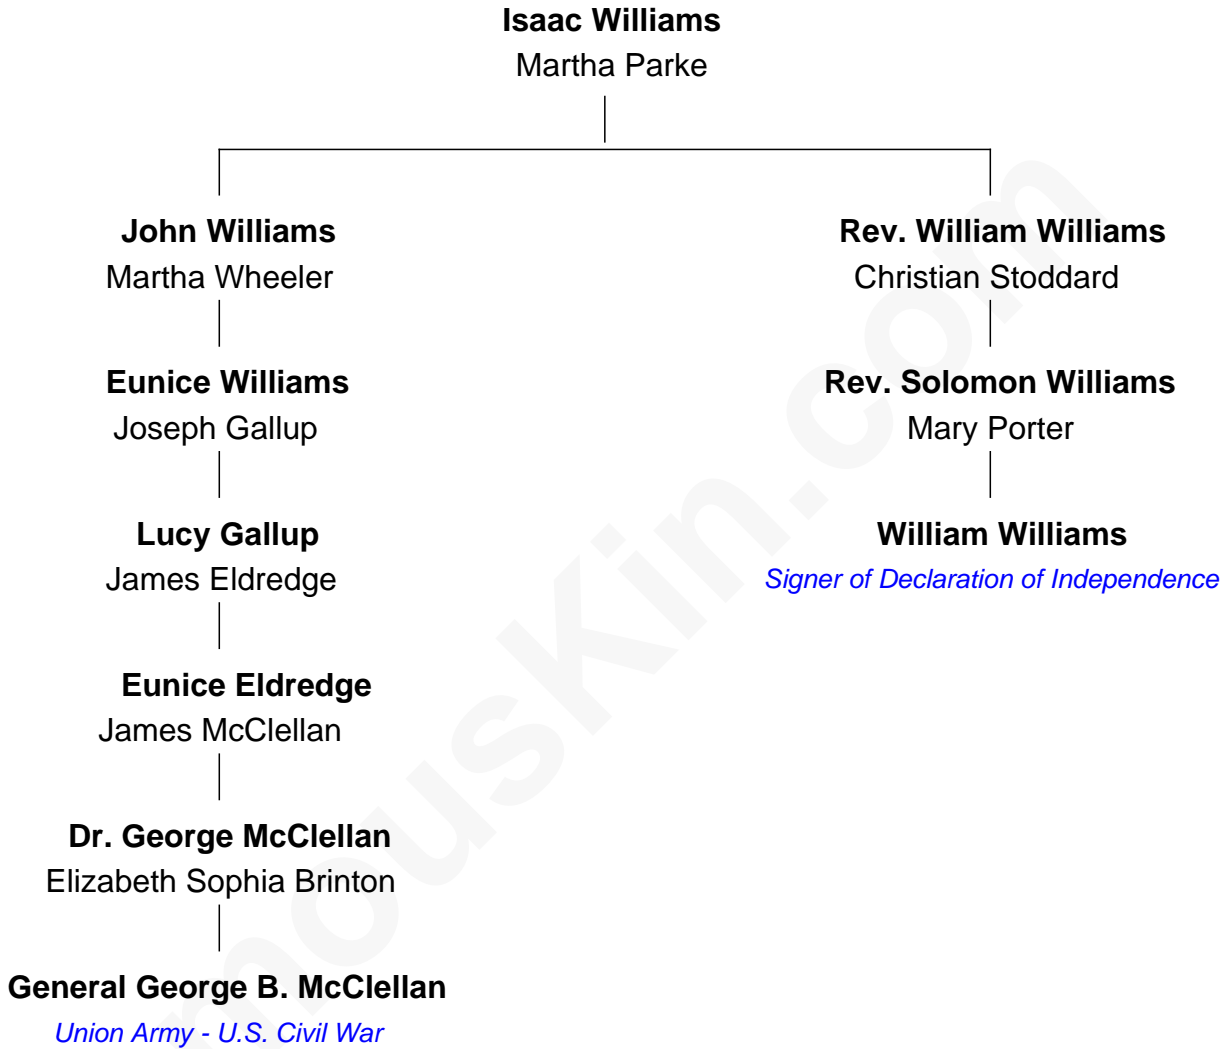 Isaac Williams
Martha Parke
John Williams
Martha Wheeler
Rev. William Williams
Christian Stoddard
Eunice Williams
Joseph Gallup
Rev. Solomon Williams
Mary Porter
Lucy Gallup
James Eldredge
William Williams
Signer of Declaration of Independence
Eunice Eldredge
James McClellan
Dr. George McClellan
Elizabeth Sophia Brinton
General George B. McClellan
Union Army - U.S. Civil War
mousKin.com